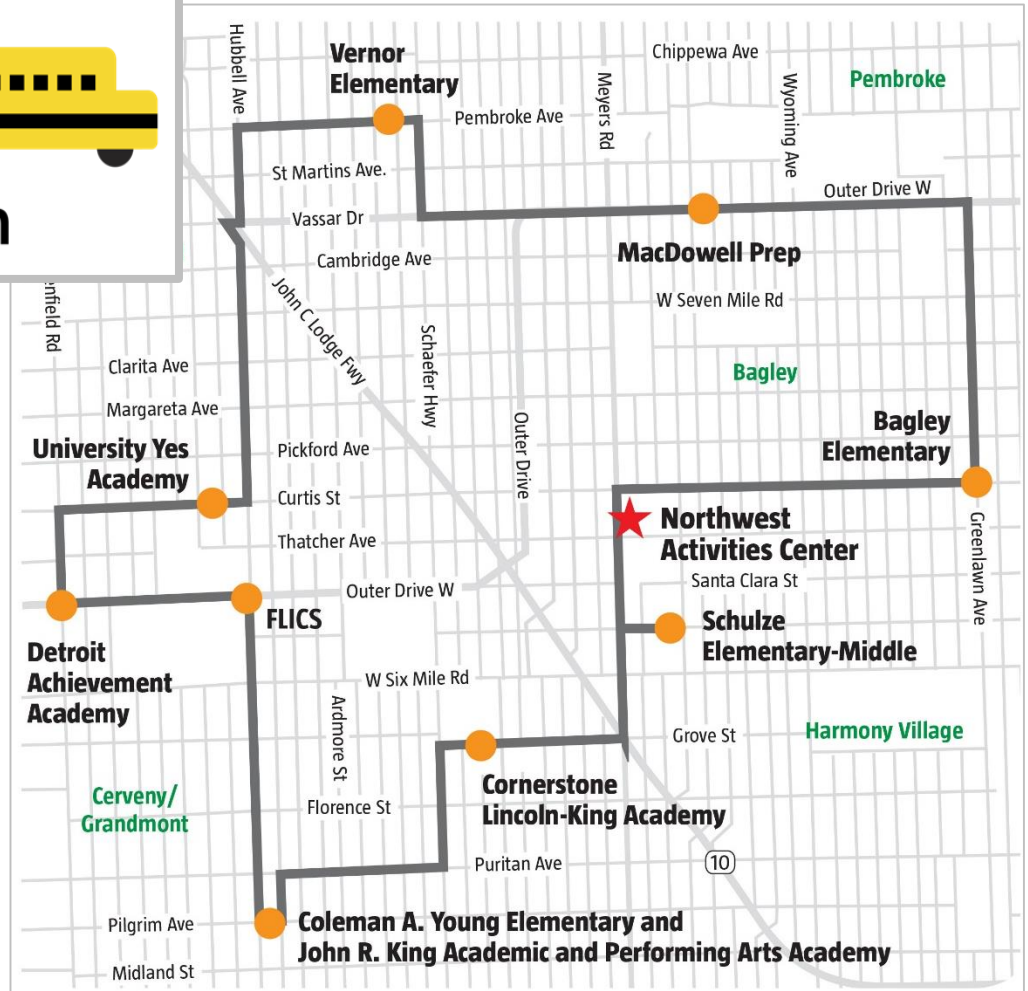 Hubbell Ave
Vernor
Elementary
Chippewa Ave
Meyers Rd
Wyoming Ave
Pembroke
Pembroke Ave
St Martins Ave.
Outer Drive W
Vassar Dr
MacDowell Prep
Cambridge Ave
John C Lodge Fwy
W Seven Mile Rd
enfield Rd
Schaefer Hwy
Clarita Ave
Bagley
Margareta Ave
Outer Drive
Bagley
Elementary
University Yes
Academy
Pickford Ave
Curtis St
Northwest
Activities Center
Greenlawn Ave
Thatcher Ave
Santa Clara St
Outer Drive W
FLICS
Schulze
Elementary-Middle
Detroit
Achievement
Academy
W Six Mile Rd
Ardmore St
Grove St
Harmony Village
Cornerstone
Lincoln-King Academy
Cerveny/
Grandmont
Florence St
Puritan Ave
10
Pilgrim Ave
Coleman A. Young Elementary and
John R. King Academic and Performing Arts Academy
Midland St